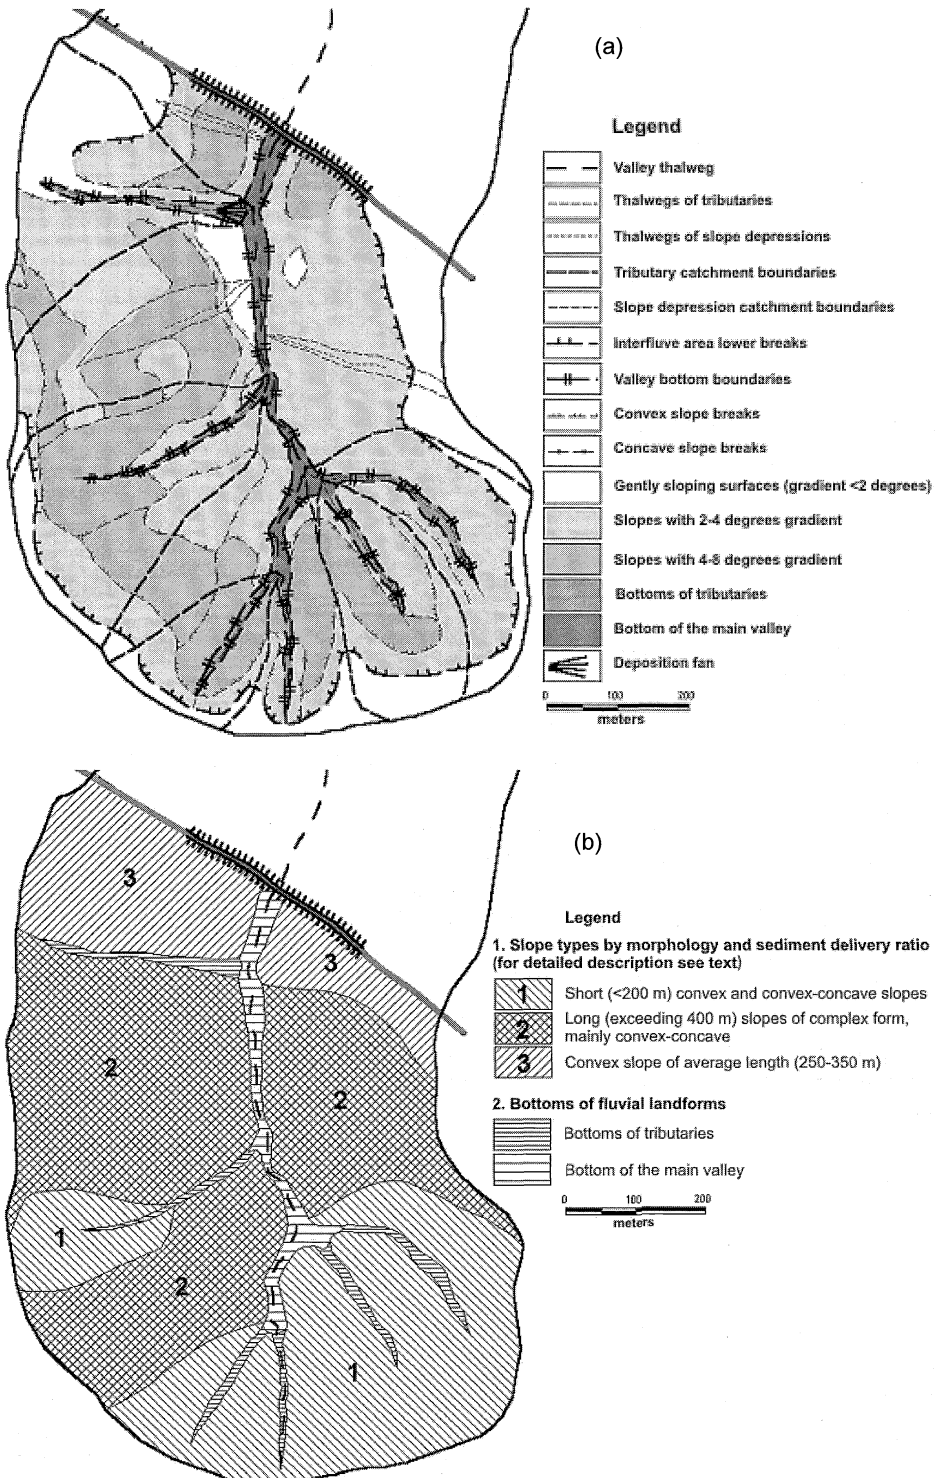 (a)
Legend
Valley thalweg
Thalwegs of tributaries
Thalwegs of slope depressions
Tributary catchment boundaries
Slope depression catchment boundaries
Interfluve area lower breaks
Valley bottom boundaries
Convex slope breaks
Concave slope breaks
Gently sloping surfaces (gradient <2 degrees)
Slopes with 2-4 degrees gradient
Slopes with 4-8 degrees gradient
Bottoms of tributaries
Bottom of the main valley
Deposition fan
0 100 200
meters
(b)
Legend
1. Slope types by morphology and sediment delivery ratio
(for detailed description see text)
1 Short (<200 m) convex and convex-concave slopes
2 Long (exceeding 400 m) slopes of complex form,
mainly convex-concave
3 Convex slope of average length (250-350 m)
2. Bottoms of fluvial landforms
Bottoms of tributaries
Bottom of the main valley
0 100 200
meters
3
3
2
2
1
2
1